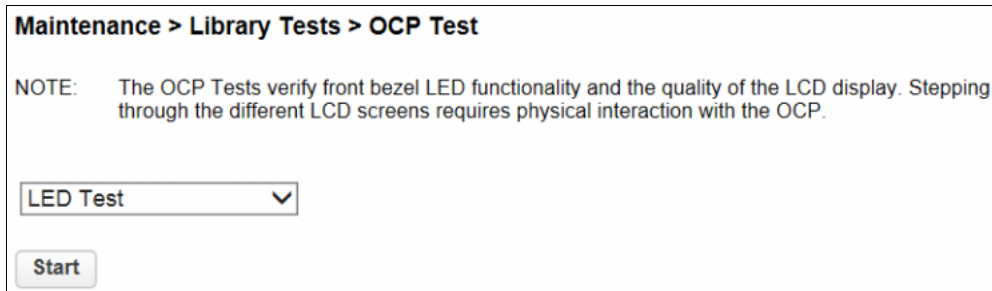 Maintenance > Library Tests > OCP Test
NOTE: The OCP Tests verify front bezel LED functionality and the quality of the LCD display. Stepping
through the different LCD screens requires physical interaction with the OCP.
LED Test
Start